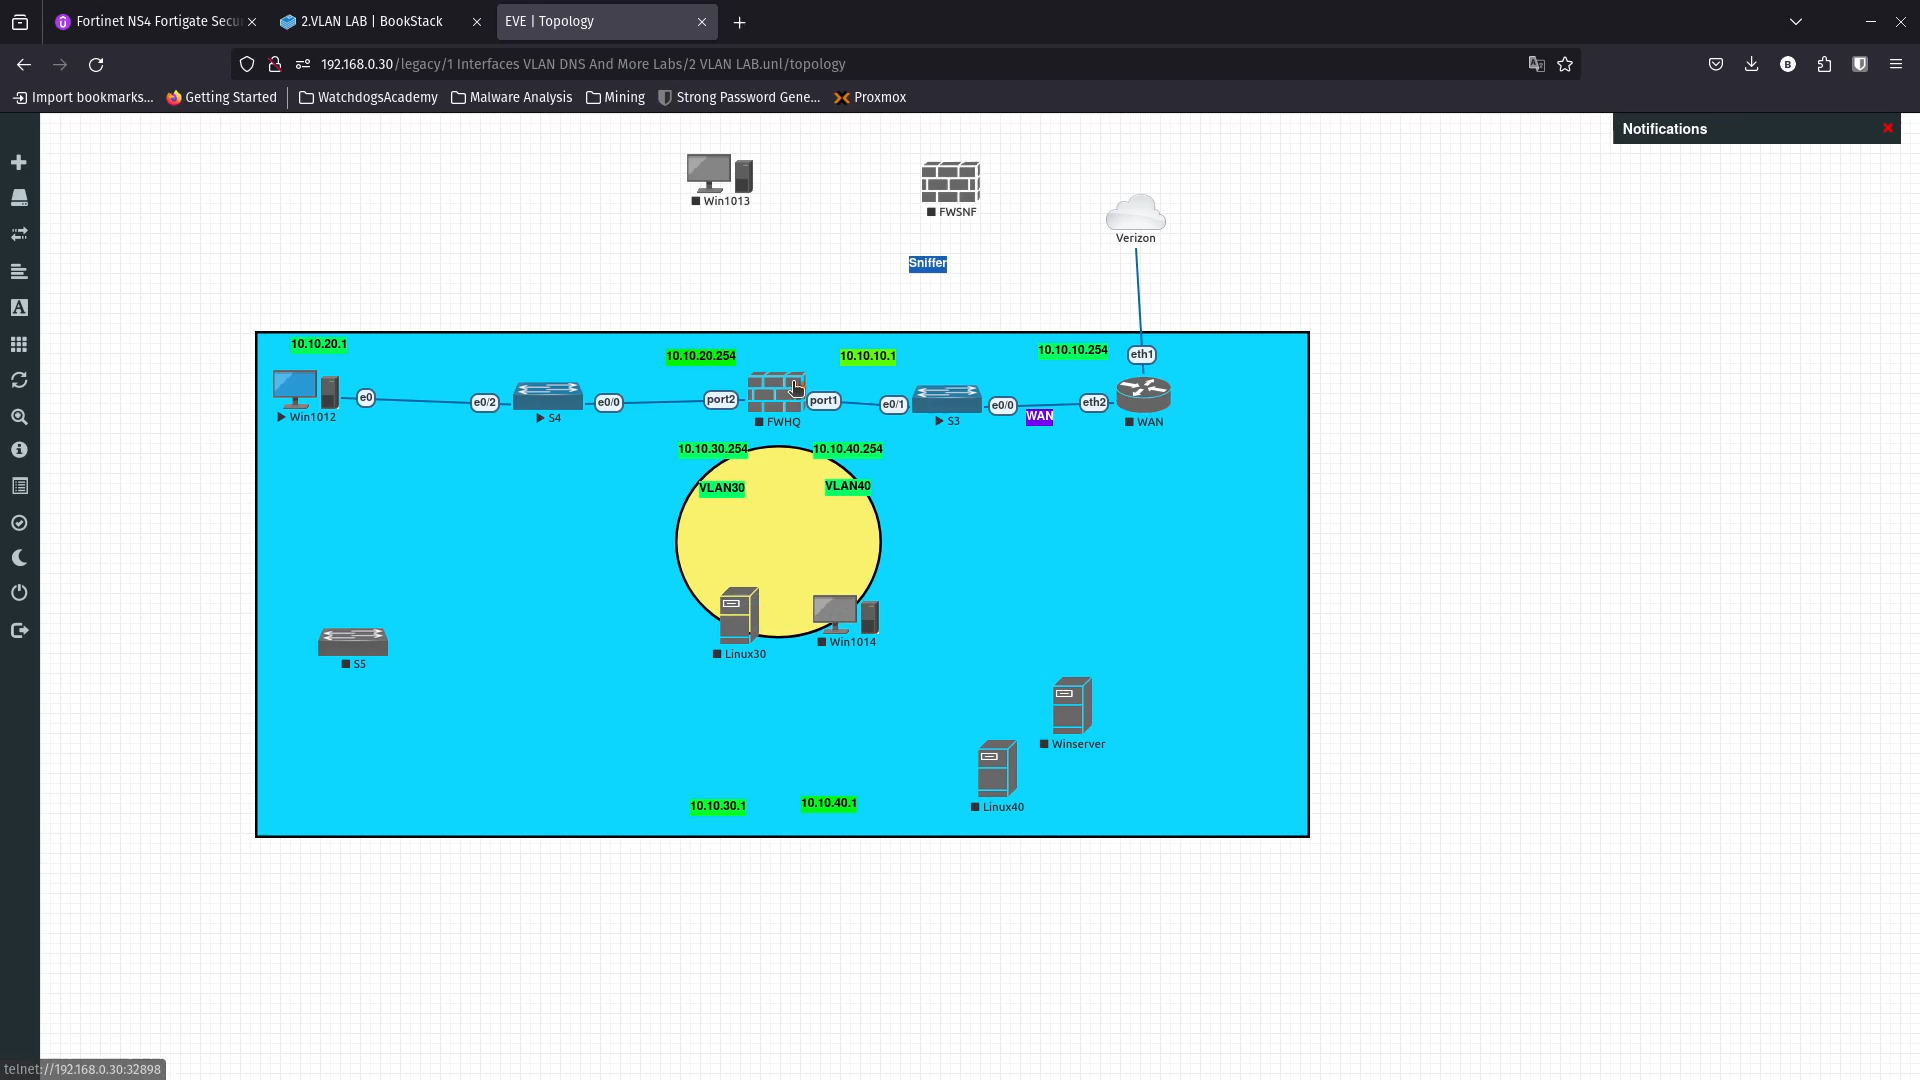 Fortinet NS4 Fortigate Secu
2.VLAN LAB | BookStack
EVE | Topology
192.168.0.30/legacy/1 Interfaces VLAN DNS And More Labs/2 VLAN LAB.unl/topology
B
Import bookmarks...
Getting Started
WatchdogsAcademy
Malware Analysis
Mining
Strong Password Gene...
Proxmox
Notifications
Win1013
FWSNF
Verizon
Sniffer
10.10.20.1
10.10.20.254
10.10.10.1
10.10.10.254
eth1
Win1012
e0
e0/2
S4
e0/0
port2
FWHQ
port1
e0/1
S3
e0/0
WAN
eth2
WAN
10.10.30.254
10.10.40.254
VLAN30
VLAN40
Linux30
Win1014
S5
Winserver
Linux40
10.10.30.1
10.10.40.1
telnet://192.168.0.30:32898